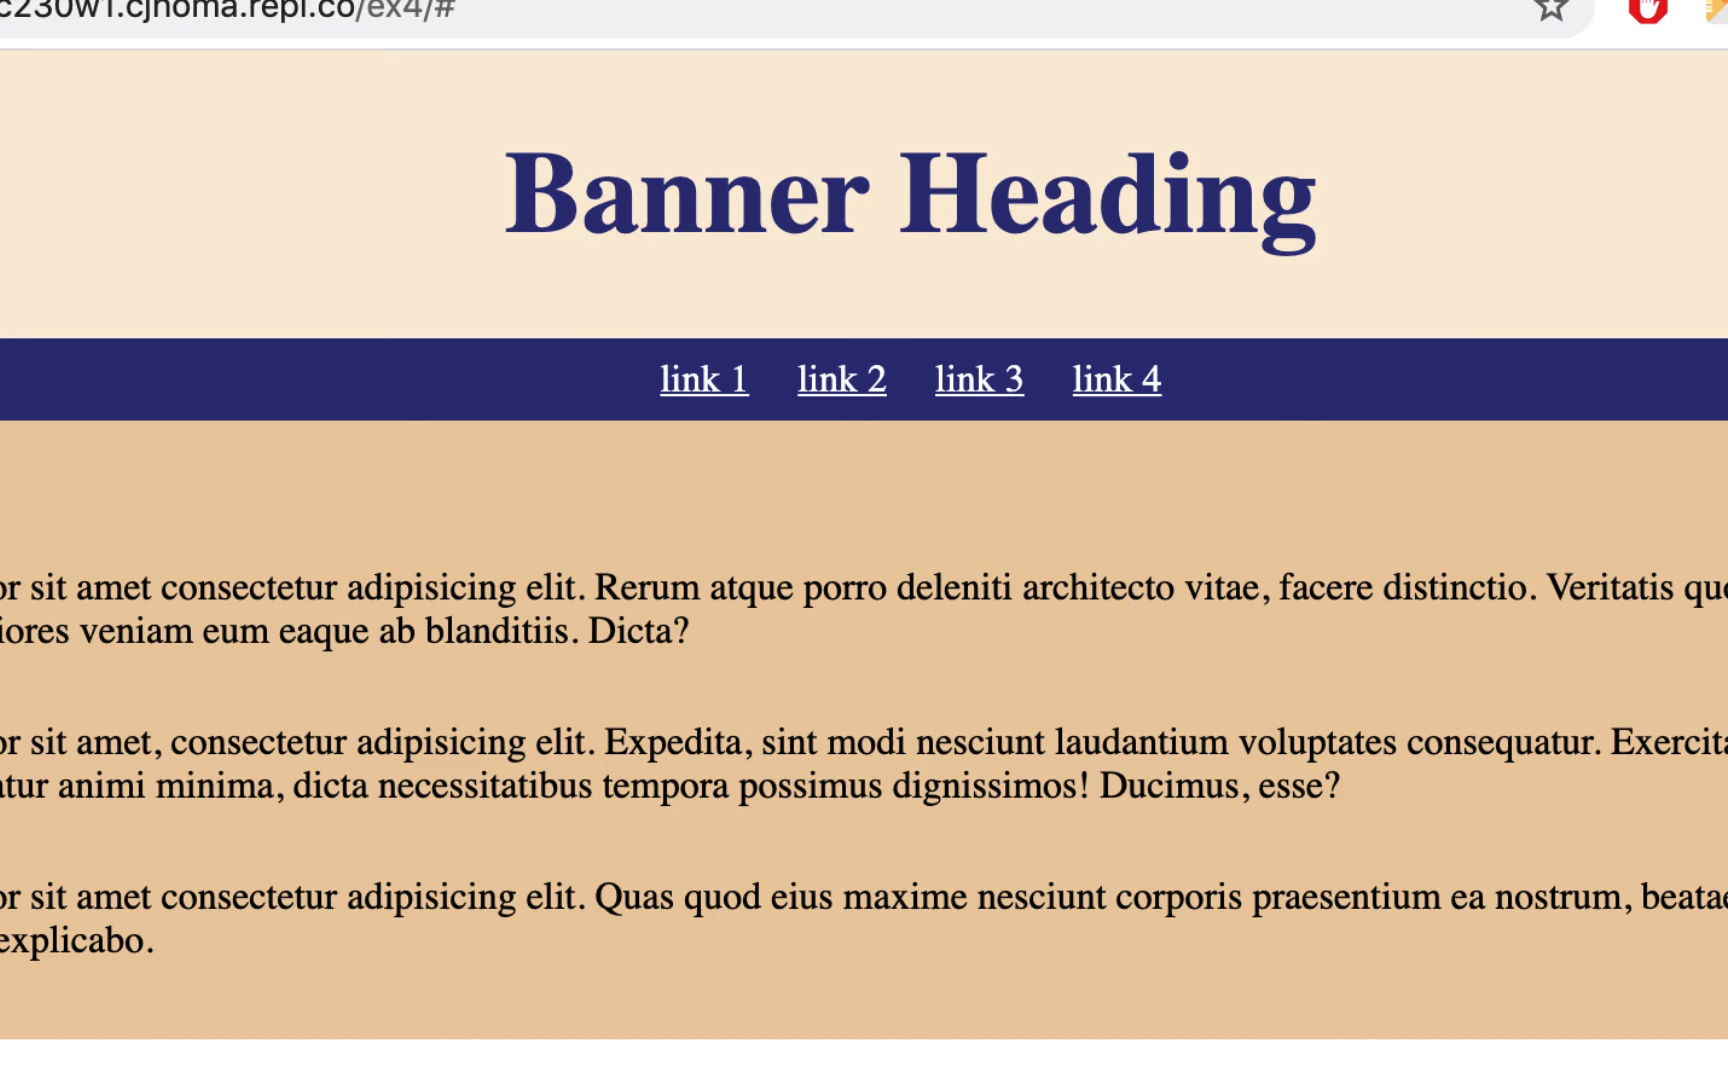 c230w1.cjnoma.repl.co/ex4/#
Banner Heading
link 1 link 2 link 3 link 4
or sit amet consectetur adipisicing elit. Rerum atque porro deleniti architecto vitae, facere distinctio. Veritatis qu
iores veniam eum eaque ab blanditiis. Dicta?
or sit amet, consectetur adipisicing elit. Expedita, sint modi nesciunt laudantium voluptates consequatur. Exercita
atur animi minima, dicta necessitatibus tempora possimus dignissimos! Ducimus, esse?
or sit amet consectetur adipisicing elit. Quas quod eius maxime nesciunt corporis praesentium ea nostrum, beatae
explicabo.